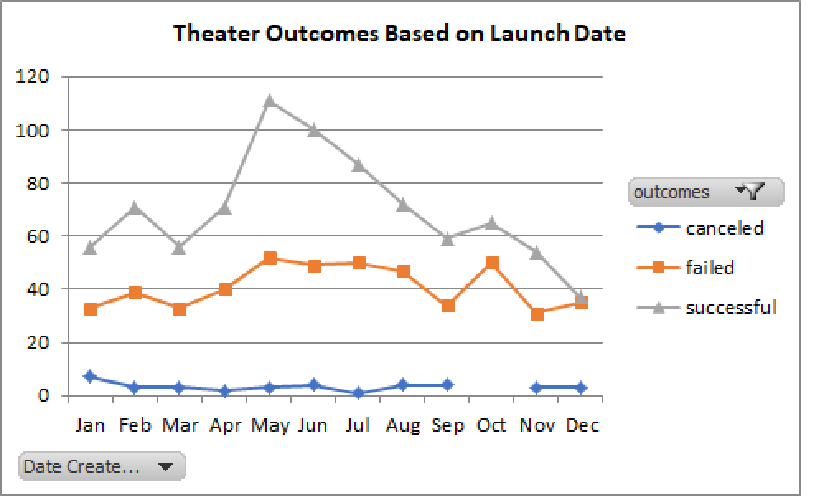 Theater Outcomes Based on Launch Date
120
100
80
60
40
20
0
Jan Feb Mar Apr May Jun Jul Aug Sep Oct Nov Dec
outcomes
canceled
failed
successful
Date Create...